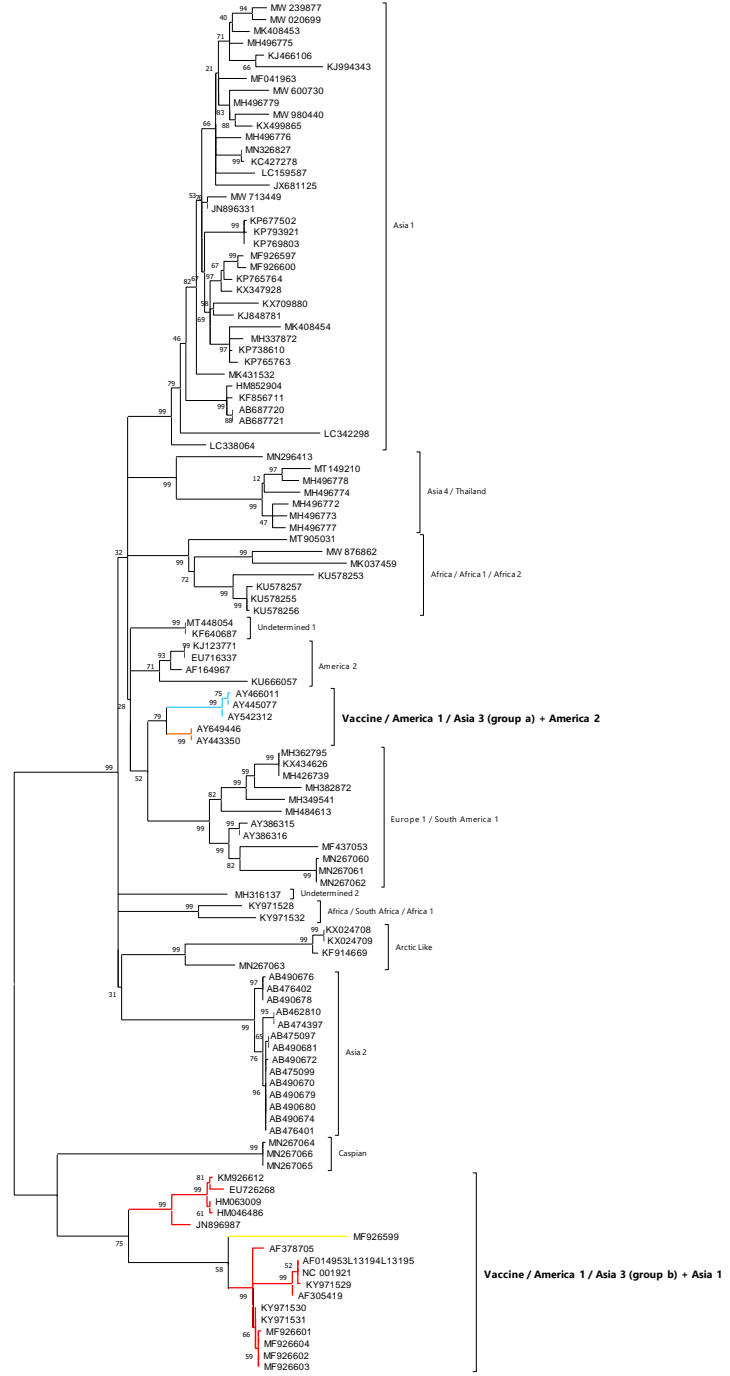 94
MW 239877
40
MW 020699
MK408453
71
MH496775
KJ466106
66
KJ994343
21
MF041963
MW 600730
MH496779
83
MW 980440
88
KX499865
66
MH496776
MN326827
99
KC427278
LC159587
JX681125
53
MW 713449
JN896331
KP677502
99
KP793921
KP769803
Asia 1
99
MF926597
67
MF926600
97
KP765764
82
67
KX347928
58
KX709880
69
KJ848781
MK408454
MH337872
46
97
KP738610
KP765763
MK431532
79
HM852904
KF856711
99
AB687720
88
AB687721
99
LC342298
LC338064
MN296413
97
MT149210
12
MH496778
99
MH496774
Asia 4 / Thailand
99
MH496772
47
MH496773
MH496777
MT905031
32
99
MW 876862
99
MK037459
72
KU578253
Africa / Africa 1 / Africa 2
99
KU578257
KU578255
99
KU578256
99
MT448054
Undetermined 1
KF640687
99
KJ123771
93
EU716337
71
AF164967
America 2
KU666057
28
75
AY466011
99
AY445077
79
AY542312
Vaccine / America 1 / Asia 3 (group a) + America 2
AY649446
99
AY443350
MH362795
99
KX434626
59
MH426739
99
52
82
MH382872
MH349541
99
MH484613
Europe 1 / South America 1
99
AY386315
99
AY386316
82
MF437053
MN267060
99
MN267061
MN267062
MH316137
Undetermined 2
99
KY971528
Africa / South Africa / Africa 1
KY971532
99
KX024708
99
KX024709
99
KF914669
Arctic Like
MN267063
31
97
AB490676
AB476402
AB490678
99
95
AB462810
AB474397
65
AB475097
76
AB490681
Asia 2
AB490672
AB475099
AB490670
96
AB490679
AB490680
AB490674
AB476401
99
MN267064
MN267066
Caspian
MN267065
81
KM926612
99
EU726268
99
HM063009
61
HM046486
75
JN896987
MF926599
58
AF378705
52
AF014953L13194L13195
99
NC 001921
Vaccine / America 1 / Asia 3 (group b) + Asia 1
KY971529
99
AF305419
KY971530
66
KY971531
MF926601
MF926604
59
MF926602
MF926603